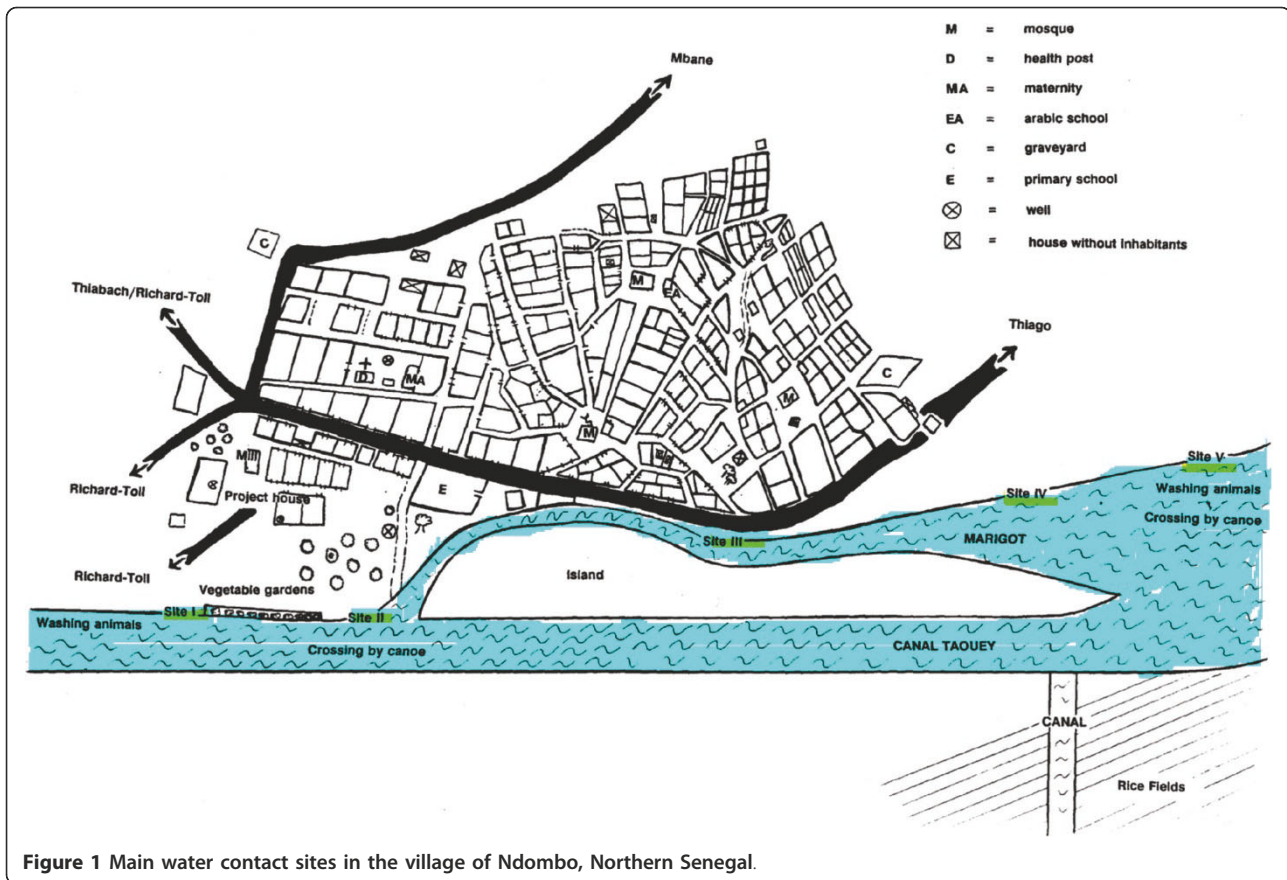 M = mosque
D = health post
MA = maternity
EA = arabic school
C = graveyard
E = primary school
= well
= house without inhabitants
Mbane
C
Thiabach/Richard-Toll
M
EA
Thiago
C
D
MA
M
M
M
E
Richard-Toll
Project house
Richard-Toll
Vegetable gardens
Site I
Site II
Site III
Site IV
Site V
Washing animals
Crossing by canoe
MARIGOT
Island
Washing animals
Crossing by canoe
CANAL TAOUEY
CANAL
Rice Fields
Figure 1 Main water contact sites in the village of Ndombo, Northern Senegal.